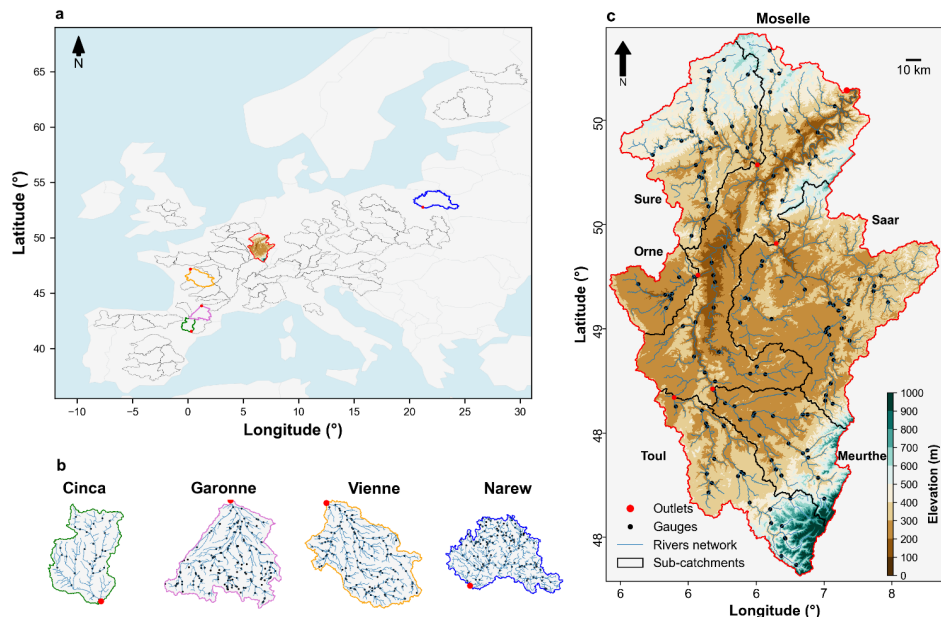 a
N
65
60
55
50
45
40
Latitude (°)
−10
−5
0
5
10
15
20
25
30
Longitude (°)
b
Cinca
Garonne
Vienne
Narew
c
Moselle
N
10 km
50
50
49
48
48
Latitude (°)
Sure
Orne
Saar
Toul
Meurthe
Outlets
Gauges
Rivers network
Sub-catchments
1000
900
800
700
600
500
400
300
200
100
0
Elevation (m)
6
6
6
7
8
Longitude (°)